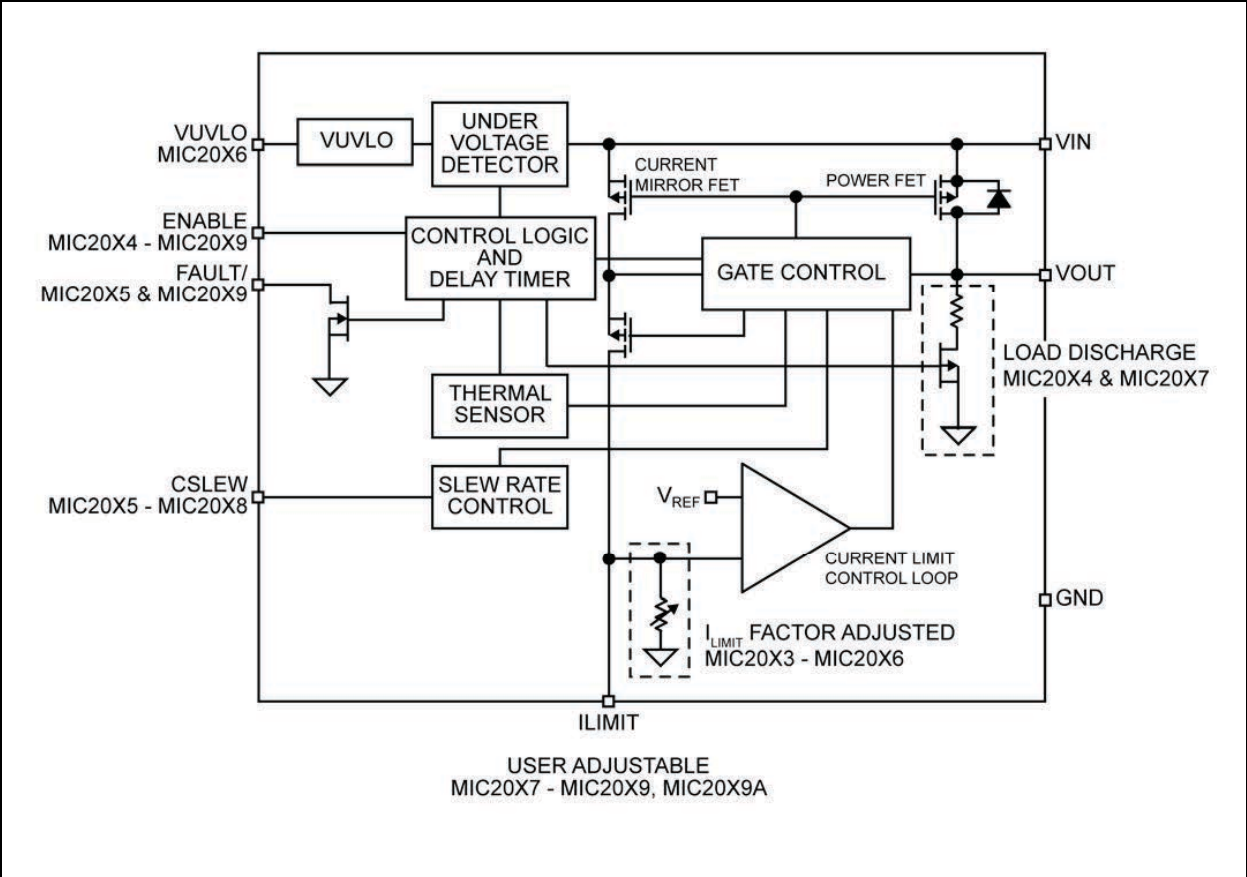 VUVLO
MIC20X6
VUVLO
UNDER
VOLTAGE
DETECTOR
VIN
CURRENT
MIRROR FET
POWER FET
ENABLE
MIC20X4 - MIC20X9
CONTROL LOGIC
AND
DELAY TIMER
GATE CONTROL
VOUT
FAULT/
MIC20X5 & MIC20X9
LOAD DISCHARGE
MIC20X4 & MIC20X7
THERMAL
SENSOR
CSLEW
MIC20X5 - MIC20X8
SLEW RATE
CONTROL
VREF
CURRENT LIMIT
CONTROL LOOP
GND
ILIMIT FACTOR ADJUSTED
MIC20X3 - MIC20X6
ILIMIT
USER ADJUSTABLE
MIC20X7 - MIC20X9, MIC20X9A